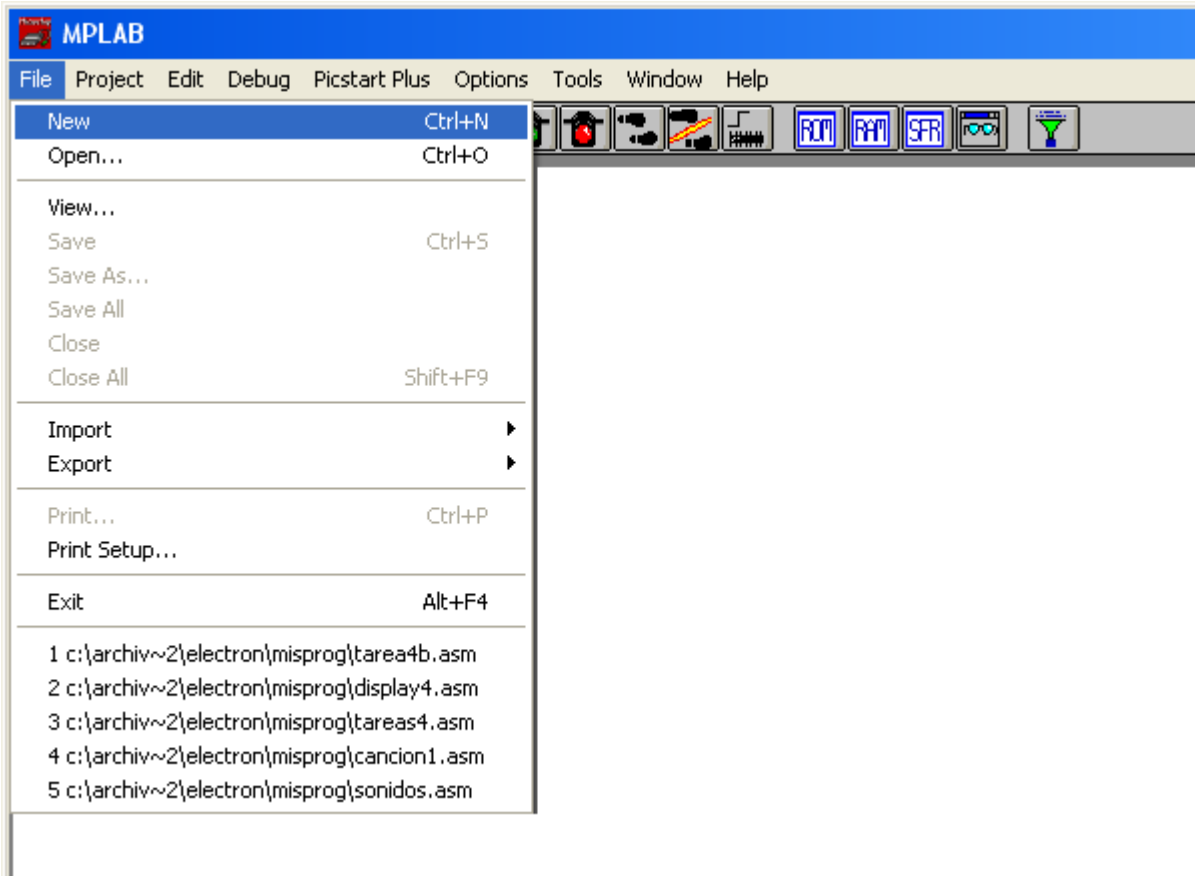 MPLAB
File Project Edit Debug Picstart Plus Options Tools Window Help
New Ctrl+N
Open... Ctrl+O
View...
Save Ctrl+S
Save As...
Save All
Close
Close All Shift+F9
Import
Export
Print... Ctrl+P
Print Setup...
Exit Alt+F4
1 c:\archiv~2\electron\misprog\tarea4b.asm
2 c:\archiv~2\electron\misprog\display4.asm
3 c:\archiv~2\electron\misprog\tareas4.asm
4 c:\archiv~2\electron\misprog\cancion1.asm
5 c:\archiv~2\electron\misprog\sonidos.asm
ROM RAM SFR